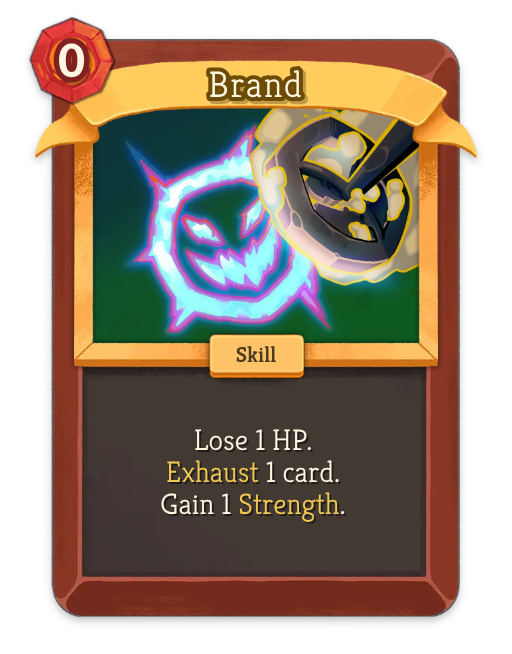 0
Brand
Skill
Lose 1 HP.
Exhaust 1 card.
Gain 1 Strength.